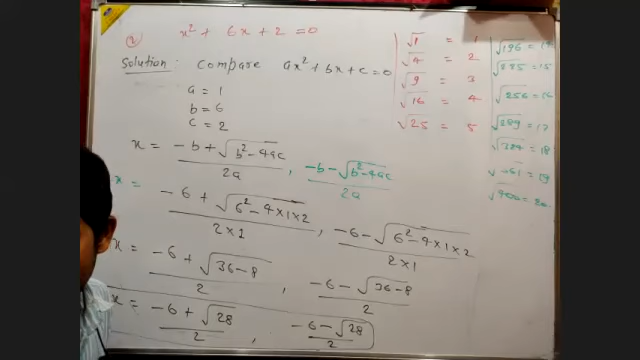 2) x² + 6x + 2 = 0
Solution: Compare ax² + bx + c = 0
a = 1
b = 6
c = 2
x = (-b + √(b² - 4ac))/2a , (-b - √(b² - 4ac))/2a
x = (-6 + √(6² - 4×1×2))/(2×1) , (-6 - √(6² - 4×1×2))/(2×1)
x = (-6 + √(36-8))/2 , (-6 - √(36-8))/2
x = (-6 + √28)/2 , (-6 - √28)/2
√1 = 1
√4 = 2
√9 = 3
√16 = 4
√25 = 5
√196 =
√225 = 15
√256 = 16
√289 = 17
√324 = 18
= 19
= 20